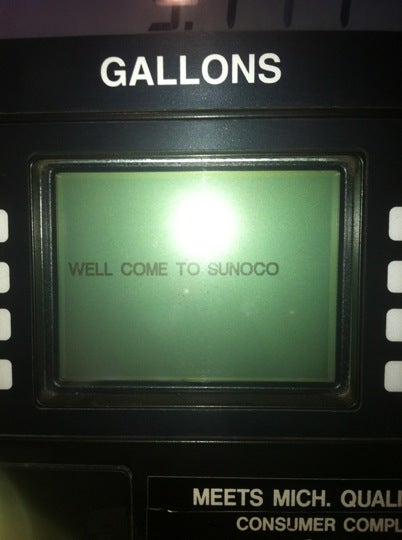 GALLONS
WELL COME TO SUNOCO
MEETS MICH. QUALI
CONSUMER COMPL